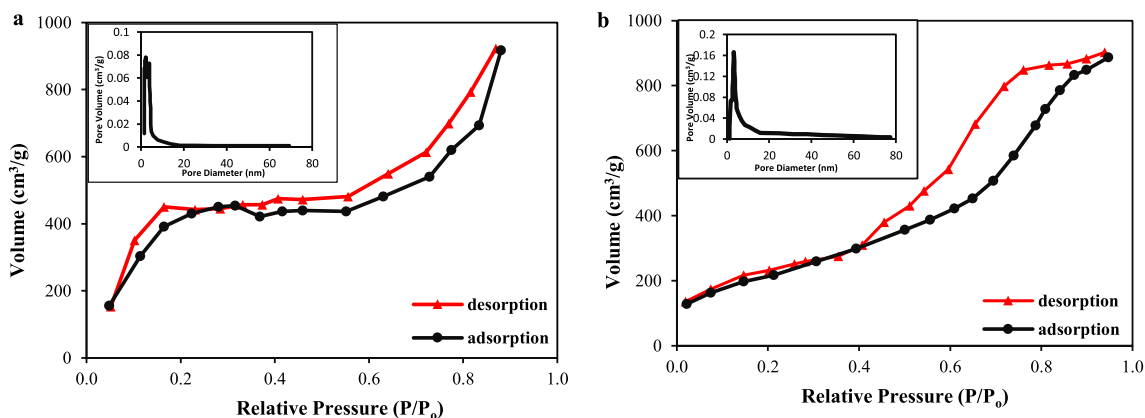 a
Volume (cm³/g)
1000
800
600
400
200
0
0.0 0.2 0.4 0.6 0.8 1.0
Relative Pressure (P/Po)
desorption
adsorption
Pore Volume (cm³/g)
0.1
0.08
0.06
0.04
0.02
0
0 20 40 60 80
Pore Diameter (nm)
b
Volume (cm³/g)
1000
800
600
400
200
0
0.0 0.2 0.4 0.6 0.8 1.0
Relative Pressure (P/Po)
desorption
adsorption
Pore Volume (cm³/g)
0.2
0.16
0.12
0.08
0.04
0
0 20 40 60 80
Pore Diameter (nm)